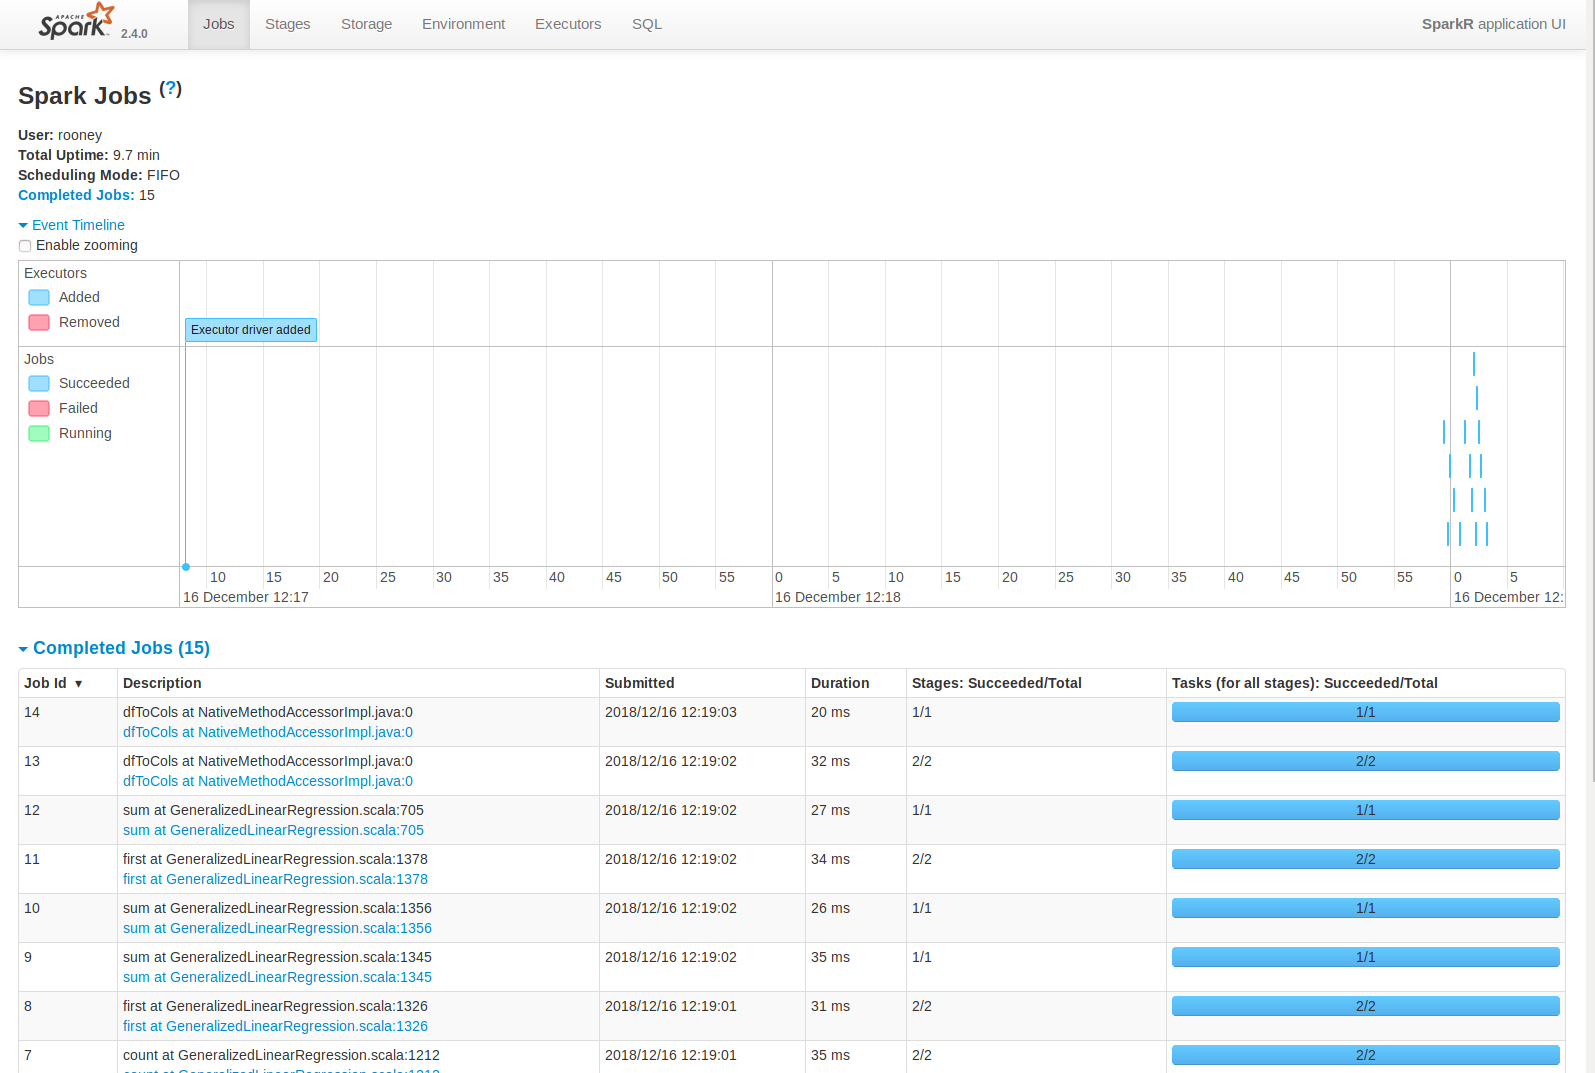 APACHE
Spark 2.4.0 Jobs Stages Storage Environment Executors SQL SparkR application UI
Spark Jobs (?)
User: rooney
Total Uptime: 9.7 min
Scheduling Mode: FIFO
Completed Jobs: 15
Event Timeline
Enable zooming
Executors
Added
Removed
Executor driver added
Jobs
Succeeded
Failed
Running
10 15 20 25 30 35 40 45 50 55 0 5 10 15 20 25 30 35 40 45 50 55 0 5
16 December 12:17 16 December 12:18 16 December 12:
Completed Jobs (15)
Job Id ▼ Description Submitted Duration Stages: Succeeded/Total Tasks (for all stages): Succeeded/Total
14 dfToCols at NativeMethodAccessorImpl.java:0 2018/12/16 12:19:03 20 ms 1/1 1/1
dfToCols at NativeMethodAccessorImpl.java:0
13 dfToCols at NativeMethodAccessorImpl.java:0 2018/12/16 12:19:02 32 ms 2/2 2/2
dfToCols at NativeMethodAccessorImpl.java:0
12 sum at GeneralizedLinearRegression.scala:705 2018/12/16 12:19:02 27 ms 1/1 1/1
sum at GeneralizedLinearRegression.scala:705
11 first at GeneralizedLinearRegression.scala:1378 2018/12/16 12:19:02 34 ms 2/2 2/2
first at GeneralizedLinearRegression.scala:1378
10 sum at GeneralizedLinearRegression.scala:1356 2018/12/16 12:19:02 26 ms 1/1 1/1
sum at GeneralizedLinearRegression.scala:1356
9 sum at GeneralizedLinearRegression.scala:1345 2018/12/16 12:19:02 35 ms 1/1 1/1
sum at GeneralizedLinearRegression.scala:1345
8 first at GeneralizedLinearRegression.scala:1326 2018/12/16 12:19:01 31 ms 2/2 2/2
first at GeneralizedLinearRegression.scala:1326
7 count at GeneralizedLinearRegression.scala:1212 2018/12/16 12:19:01 35 ms 2/2 2/2
count at GeneralizedLinearRegression.scala:1212